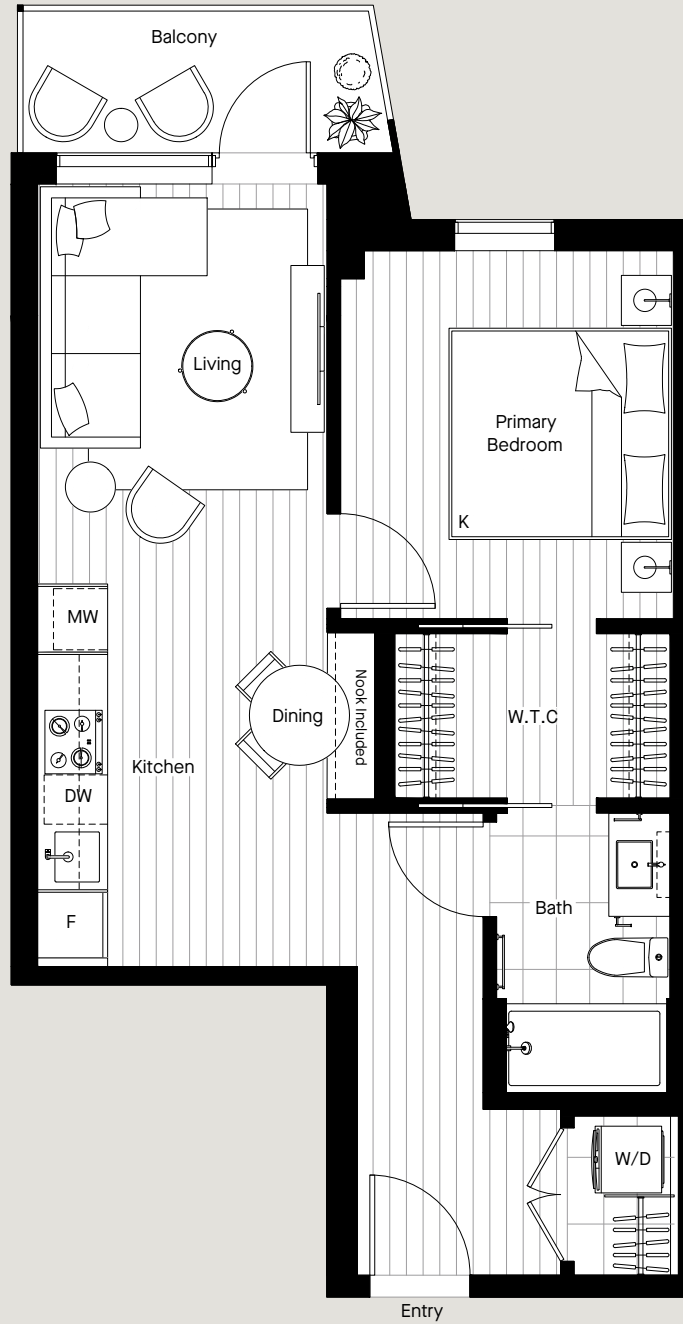 Balcony
Living
Primary
Bedroom
K
MW
Nook Included
Dining
W.T.C
Kitchen
DW
F
Bath
W/D
Entry